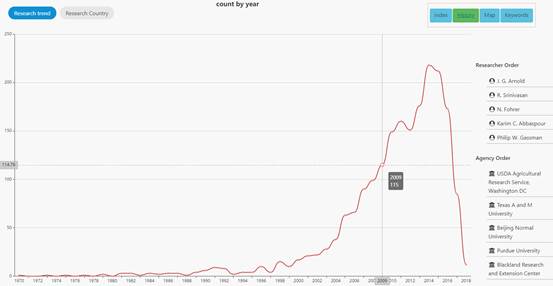 count by year
Research trend
Research Country
Index
History
Map
Keywords
250
200
150
114.76
100
50
0
2009
115
1970
1972
1974
1976
1978
1980
1982
1984
1986
1988
1990
1992
1994
1996
1998
2000
2002
2004
2006
2009
2010
2012
2014
2016
2018
Researcher Order
J. G. Arnold
R. Srinivasan
N. Fohrer
Karim C. Abbaspour
Philip W. Gassman
Agency Order
USDA Agricultural
Research Service,
Washington DC
Texas A and M
University
Beijing Normal
University
Purdue University
Blackland Research
and Extension Center